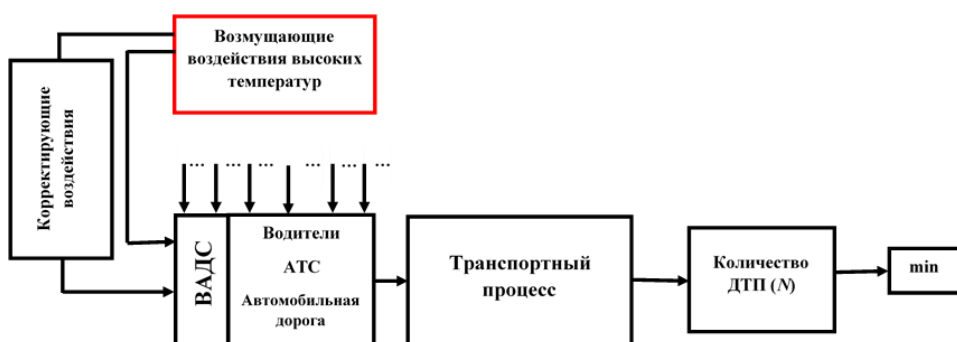 Возмущающие
воздействия высоких
температур
Корректирующие
воздействия
... ... ... ... ... ...
ВАДС
Водители
АТС
Автомобильная
дорога
Транспортный
процесс
Количество
ДТП (N)
min